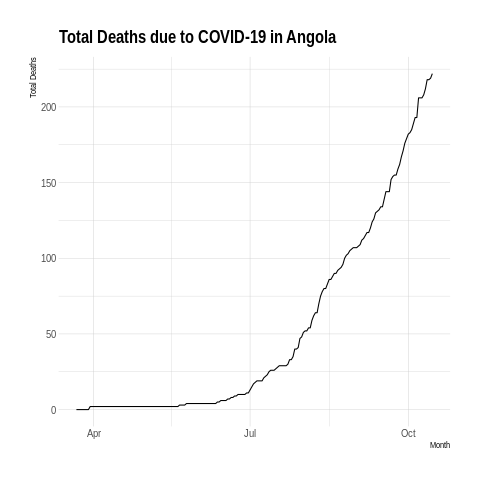 Total Deaths due to COVID-19 in Angola
Total Deaths
200
150
100
50
0
Apr
Jul
Oct
Month